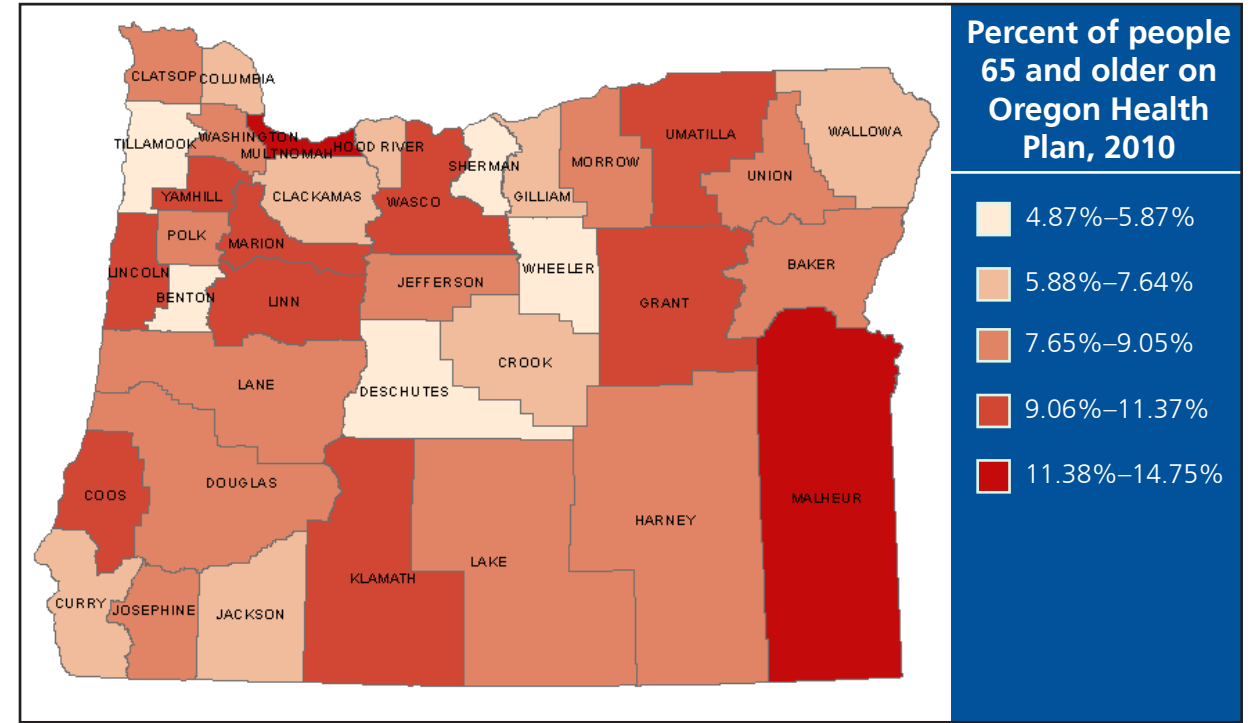 Percent of people
65 and older on
Oregon Health
Plan, 2010
4.87%–5.87%
5.88%–7.64%
7.65%–9.05%
9.06%–11.37%
11.38%–14.75%
CLATSOP
COLUMBIA
TILLAMOOK
WASHINGTON
MULTNOMAH
HOOD RIVER
SHERMAN
UMATILLA
WALLOWA
MORROW
UNION
GILLIAM
YAMHILL
CLACKAMAS
WASCO
POLK
MARION
LINCOLN
BENTON
LINN
JEFFERSON
WHEELER
GRANT
BAKER
LANE
DESCHUTES
CROOK
COOS
DOUGLAS
HARNEY
MALHEUR
LAKE
KLAMATH
CURRY
JOSEPHINE
JACKSON